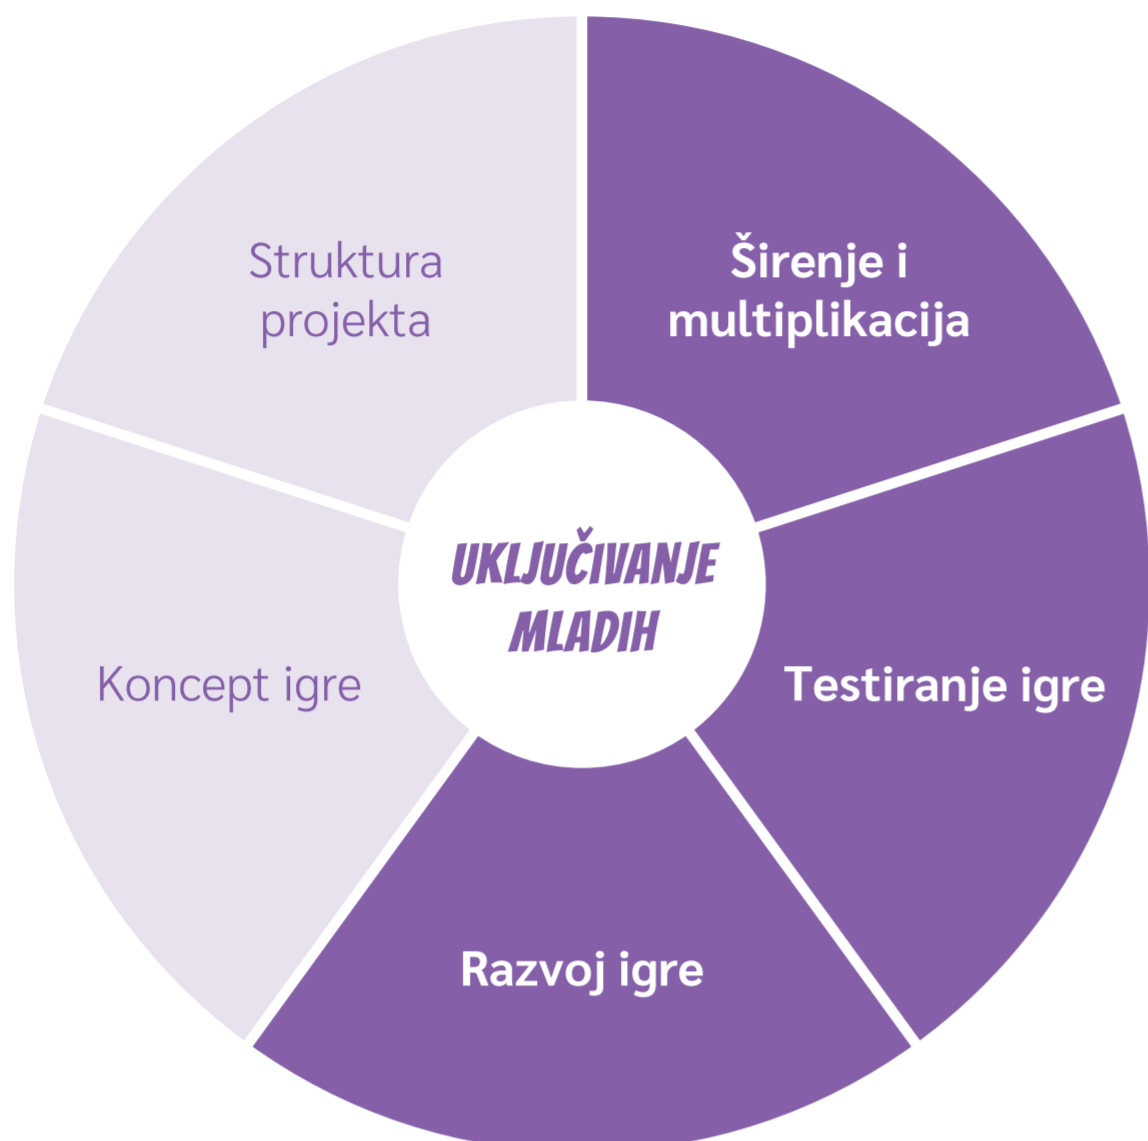 Struktura
projekta
Širenje i
multiplikacija
UKLJUČIVANJE
MLADIH
Koncept igre
Testiranje igre
Razvoj igre